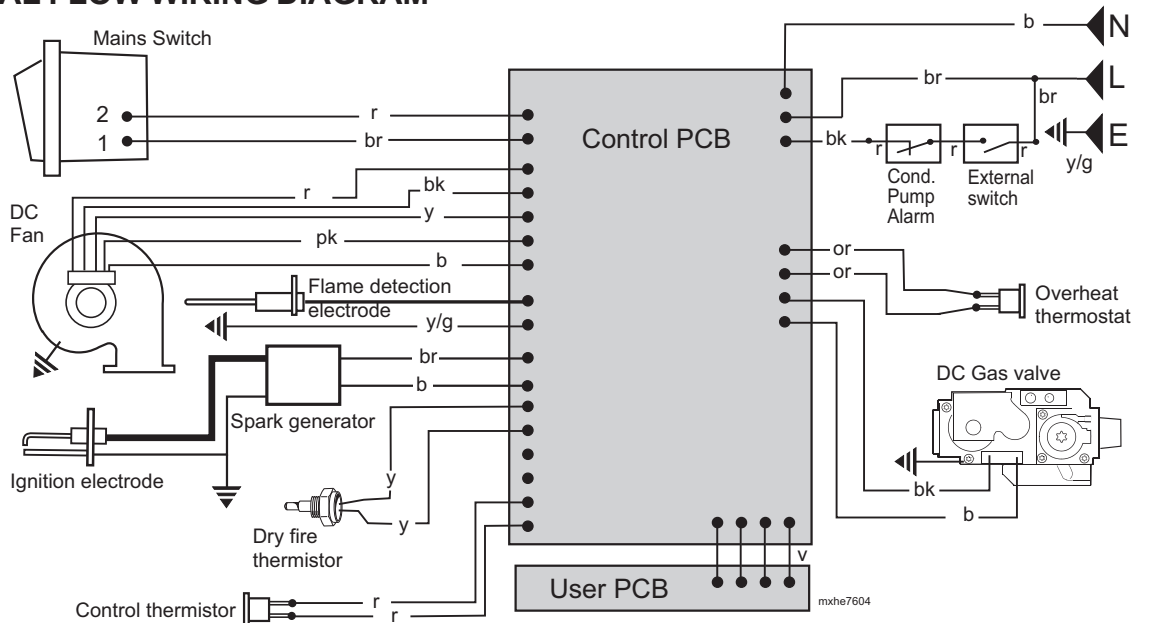 FLOW WIRING DIAGRAM
Mains Switch
2
1
r
br
DC
Fan
r
bk
y
pk
b
Flame detection
electrode
y/g
br
b
Spark generator
Ignition electrode
y
y
Dry fire
thermistor
Control thermistor
r
r
Control PCB
User PCB
v
mxhe7604
b
N
br
L
br
bk
r
r
r
E
y/g
Cond.
Pump
Alarm
External
switch
or
or
Overheat
thermostat
DC Gas valve
bk
b